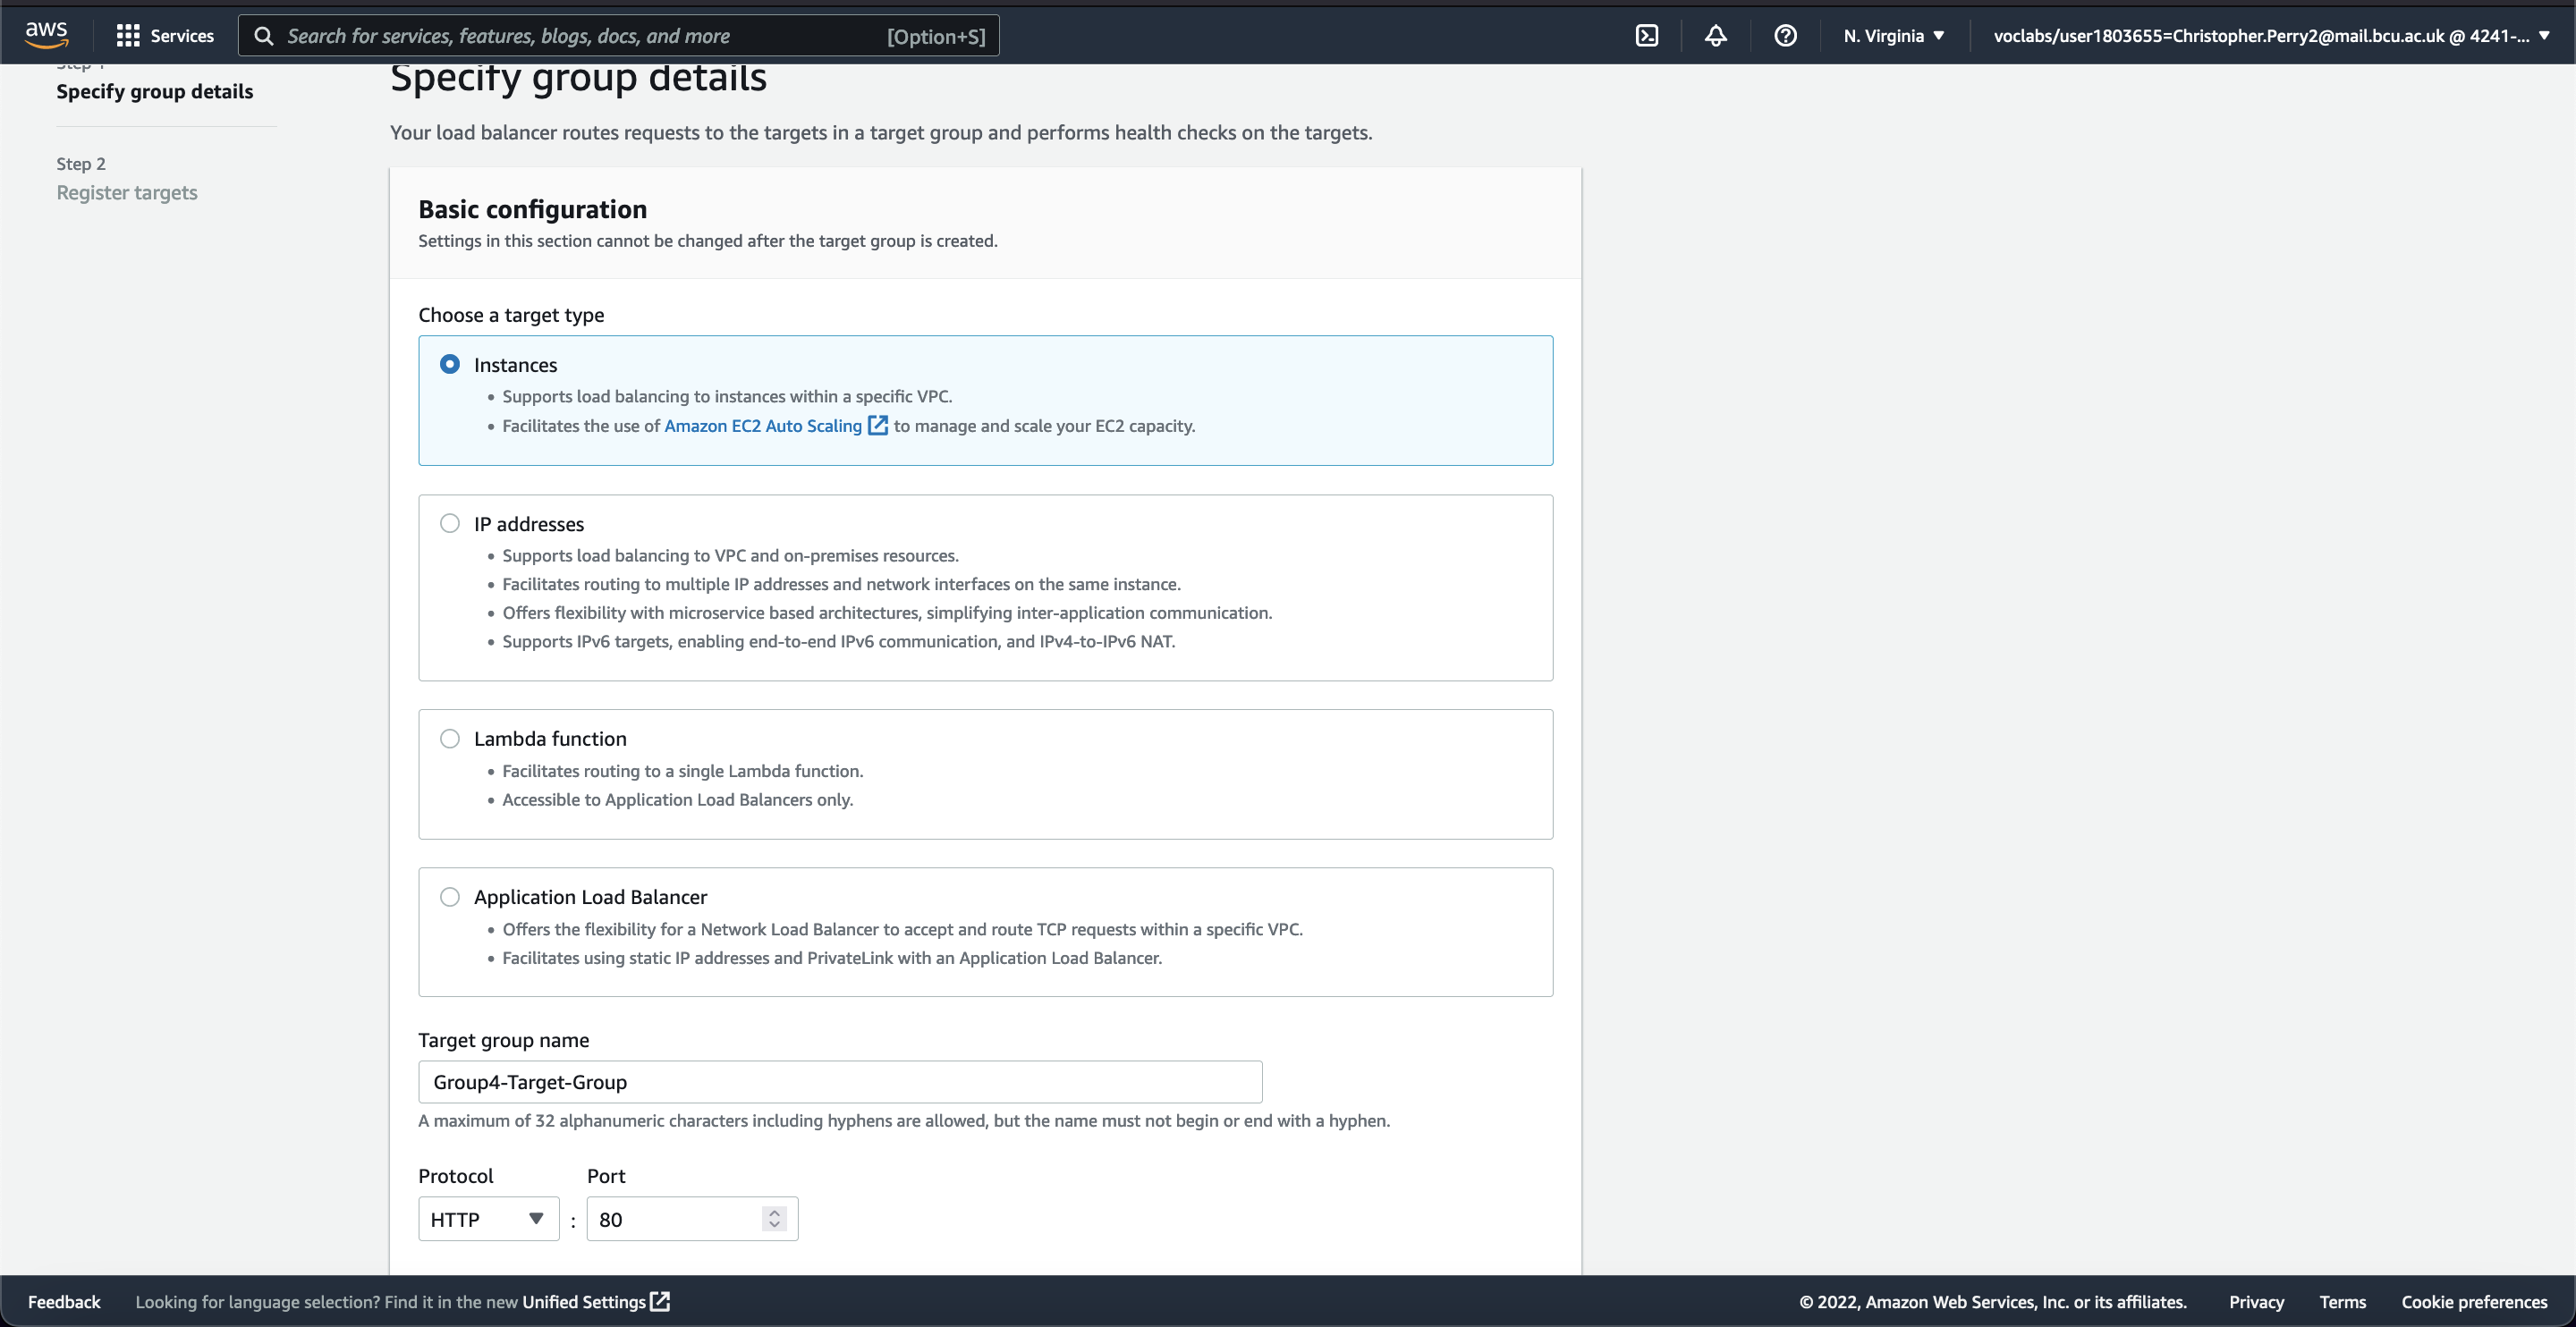 aws
Services
Search for services, features, blogs, docs, and more
[Option+S]
N. Virginia
voclabs/user1803655=Christopher.Perry2@mail.bcu.ac.uk @ 4241-...
Step 1
Specify group details
Step 2
Register targets
Specify group details
Your load balancer routes requests to the targets in a target group and performs health checks on the targets.
Basic configuration
Settings in this section cannot be changed after the target group is created.
Choose a target type
Instances
• Supports load balancing to instances within a specific VPC.
• Facilitates the use of Amazon EC2 Auto Scaling to manage and scale your EC2 capacity.
IP addresses
• Supports load balancing to VPC and on-premises resources.
• Facilitates routing to multiple IP addresses and network interfaces on the same instance.
• Offers flexibility with microservice based architectures, simplifying inter-application communication.
• Supports IPv6 targets, enabling end-to-end IPv6 communication, and IPv4-to-IPv6 NAT.
Lambda function
• Facilitates routing to a single Lambda function.
• Accessible to Application Load Balancers only.
Application Load Balancer
• Offers the flexibility for a Network Load Balancer to accept and route TCP requests within a specific VPC.
• Facilitates using static IP addresses and PrivateLink with an Application Load Balancer.
Target group name
Group4-Target-Group
A maximum of 32 alphanumeric characters including hyphens are allowed, but the name must not begin or end with a hyphen.
Protocol Port
HTTP : 80
Feedback
Looking for language selection? Find it in the new Unified Settings
© 2022, Amazon Web Services, Inc. or its affiliates.
Privacy
Terms
Cookie preferences